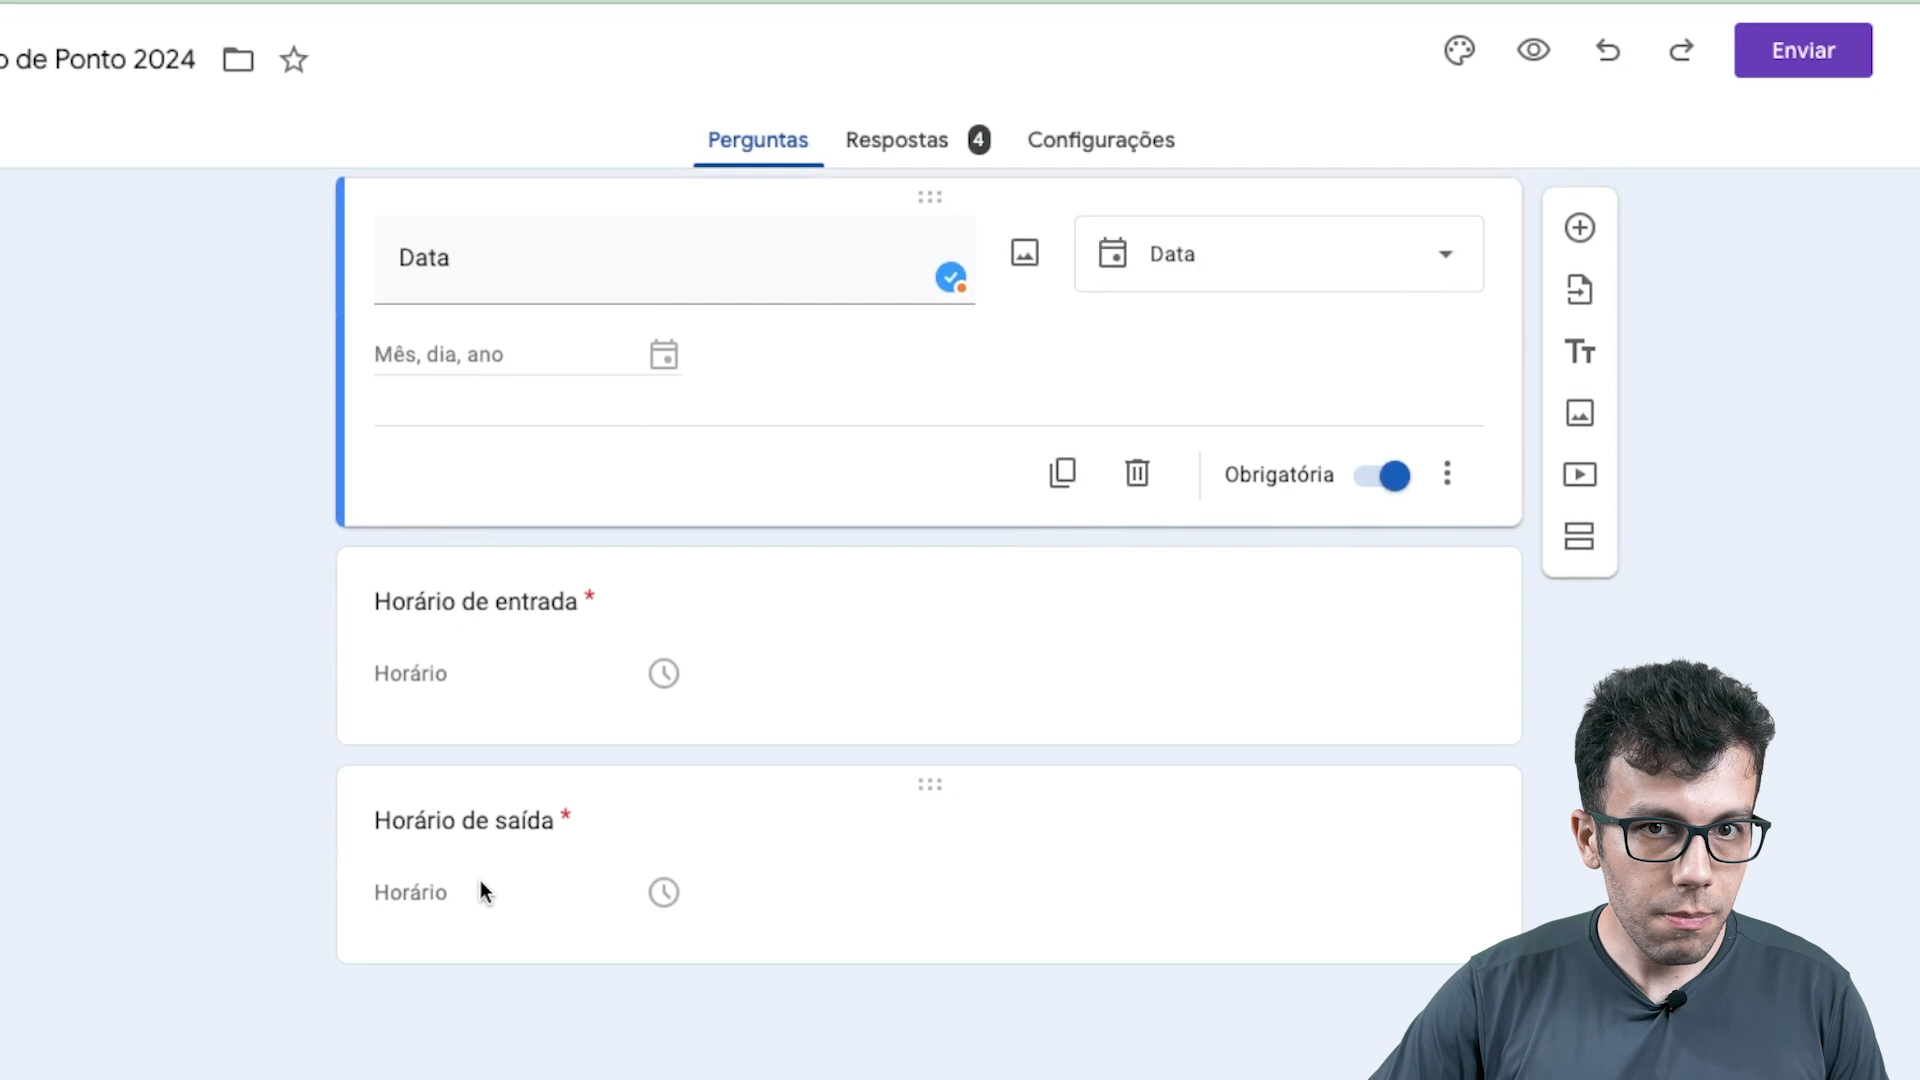 de Ponto 2024
Enviar
Perguntas
Respostas 4
Configurações
Data
Data
Mês, dia, ano
Obrigatória
Horário de entrada *
Horário
Horário de saída *
Horário
Tт